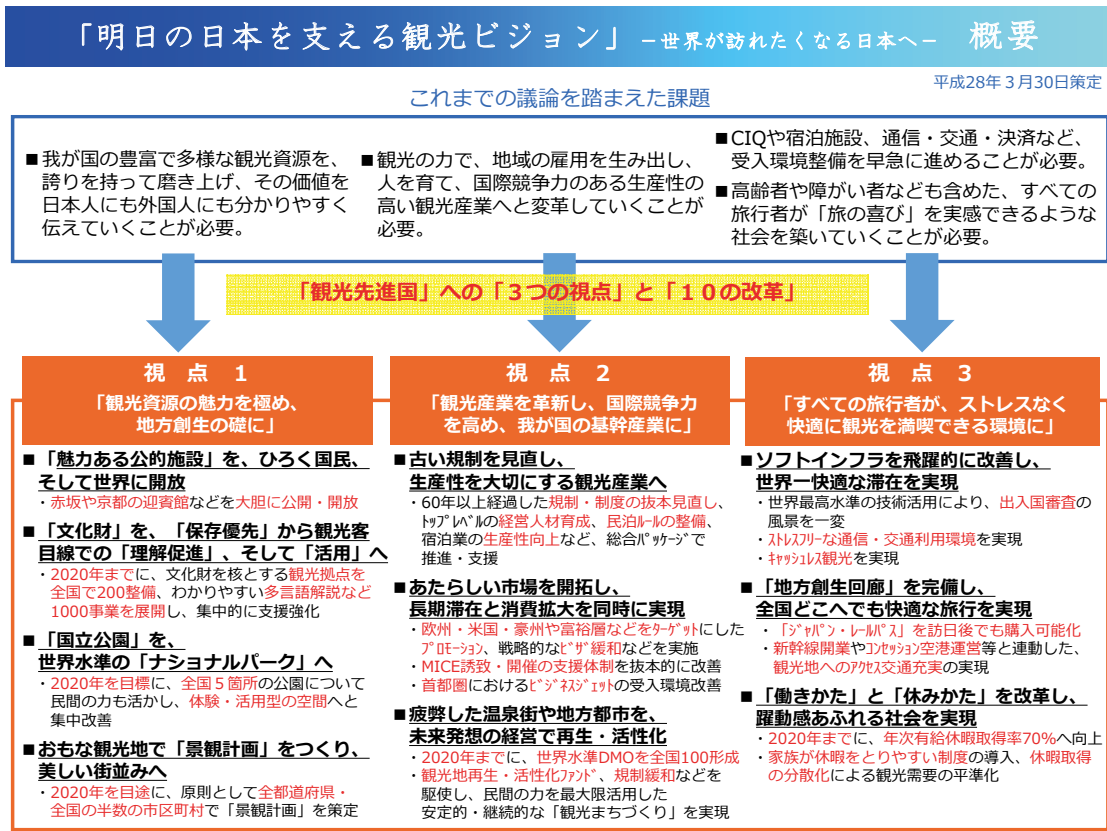 「明日の日本を支える観光ビジョン」－世界が訪れたくなる日本へ－　概要
平成28年３月30日策定
これまでの議論を踏まえた課題
■我が国の豊富で多様な観光資源を、
誇りを持って磨き上げ、その価値を
日本人にも外国人にも分かりやすく
伝えていくことが必要。
■観光の力で、地域の雇用を生み出し、
人を育て、国際競争力のある生産性の
高い観光産業へと変革していくことが
必要。
■CIQや宿泊施設、通信・交通・決済など、
受入環境整備を早急に進めることが必要。
■高齢者や障がい者なども含めた、すべての
旅行者が「旅の喜び」を実感できるような
社会を築いていくことが必要。
「観光先進国」への「３つの視点」と「１０の改革」
視　点　１
「観光資源の魅力を極め、
地方創生の礎に」
■「魅力ある公的施設」を、ひろく国民、
そして世界に開放
・赤坂や京都の迎賓館などを大胆に公開・開放
■「文化財」を、「保存優先」から観光客
目線での「理解促進」、そして「活用」へ
・2020年までに、文化財を核とする観光拠点を
全国で200整備、わかりやすい多言語解説など
1000事業を展開し、集中的に支援強化
■「国立公園」を、
世界水準の「ナショナルパーク」へ
・2020年を目標に、全国５箇所の公園について
民間の力も活かし、体験・活用型の空間へと
集中改善
■おもな観光地で「景観計画」をつくり、
美しい街並みへ
・2020年を目途に、原則として全都道府県・
全国の半数の市区町村で「景観計画」を策定
視　点　２
「観光産業を革新し、国際競争力
を高め、我が国の基幹産業に」
■古い規制を見直し、
生産性を大切にする観光産業へ
・60年以上経過した規制・制度の抜本見直し、
ﾄｯﾌﾟﾚﾍﾞﾙの経営人材育成、民泊ﾙｰﾙの整備、
宿泊業の生産性向上など、総合ﾊﾟｯｹｰｼﾞで
推進・支援
■あたらしい市場を開拓し、
長期滞在と消費拡大を同時に実現
・欧州・米国・豪州や富裕層などをﾀｰｹﾞｯﾄにした
ﾌﾟﾛﾓｰｼｮﾝ、戦略的なﾋﾞｻﾞ緩和などを実施
・MICE誘致・開催の支援体制を抜本的に改善
・首都圏におけるﾋﾞｼﾞﾈｽｼﾞｪｯﾄの受入環境改善
■疲弊した温泉街や地方都市を、
未来発想の経営で再生・活性化
・2020年までに、世界水準DMOを全国100形成
・観光地再生・活性化ﾌｧﾝﾄﾞ、規制緩和などを
駆使し、民間の力を最大限活用した
安定的・継続的な「観光まちづくり」を実現
視　点　３
「すべての旅行者が、ストレスなく
快適に観光を満喫できる環境に」
■ソフトインフラを飛躍的に改善し、
世界一快適な滞在を実現
・世界最高水準の技術活用により、出入国審査の
風景を一変
・ｽﾄﾚｽﾌﾘｰな通信・交通利用環境を実現
・ｷｬｯｼｭﾚｽ観光を実現
■「地方創生回廊」を完備し、
全国どこへでも快適な旅行を実現
・「ｼﾞｬﾊﾟﾝ・ﾚｰﾙﾊﾟｽ」を訪日後でも購入可能化
・新幹線開業やｺﾝｾｯｼｮﾝ空港運営等と連動した、
観光地へのｱｸｾｽ交通充実の実現
■「働きかた」と「休みかた」を改革し、
躍動感あふれる社会を実現
・2020年までに、年次有給休暇取得率70%へ向上
・家族が休暇をとりやすい制度の導入、休暇取得
の分散化による観光需要の平準化